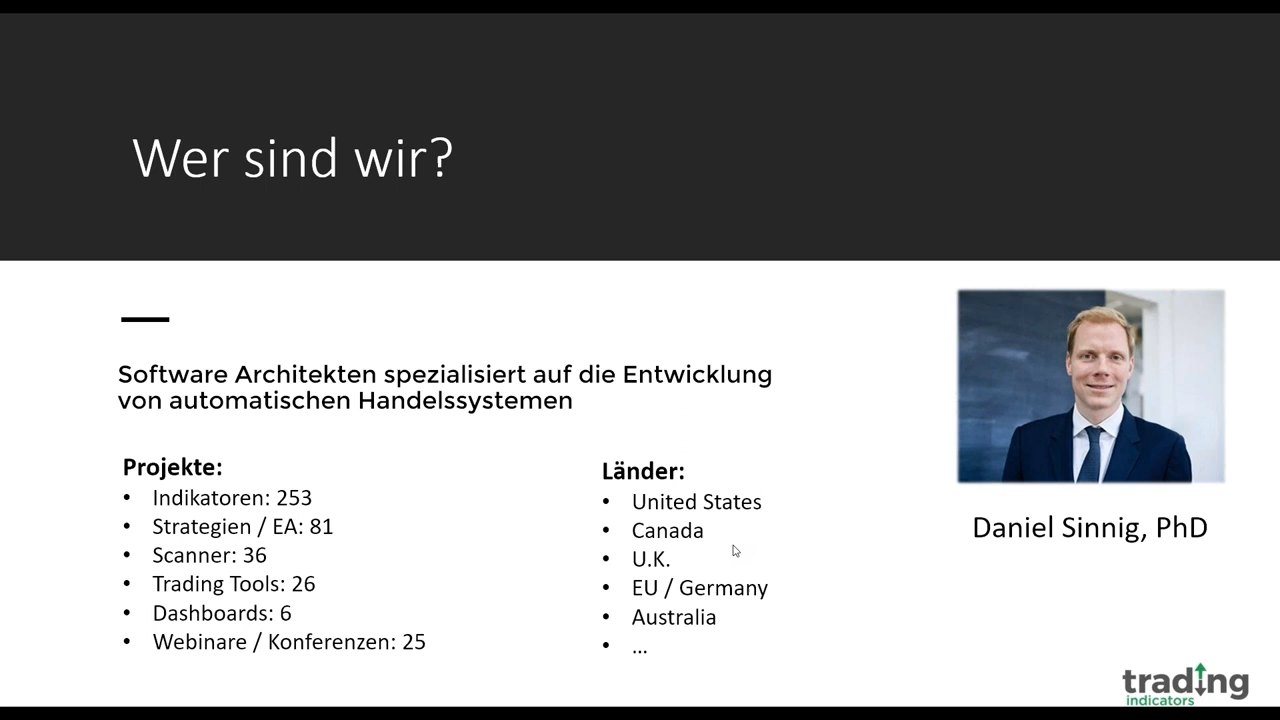 Wer sind wir?
Software Architekten spezialisiert auf die Entwicklung
von automatischen Handelssystemen
Projekte:
• Indikatoren: 253
• Strategien / EA: 81
• Scanner: 36
• Trading Tools: 26
• Dashboards: 6
• Webinare / Konferenzen: 25
Länder:
• United States
• Canada
• U.K.
• EU / Germany
• Australia
• ...
Daniel Sinnig, PhD
trading
indicators